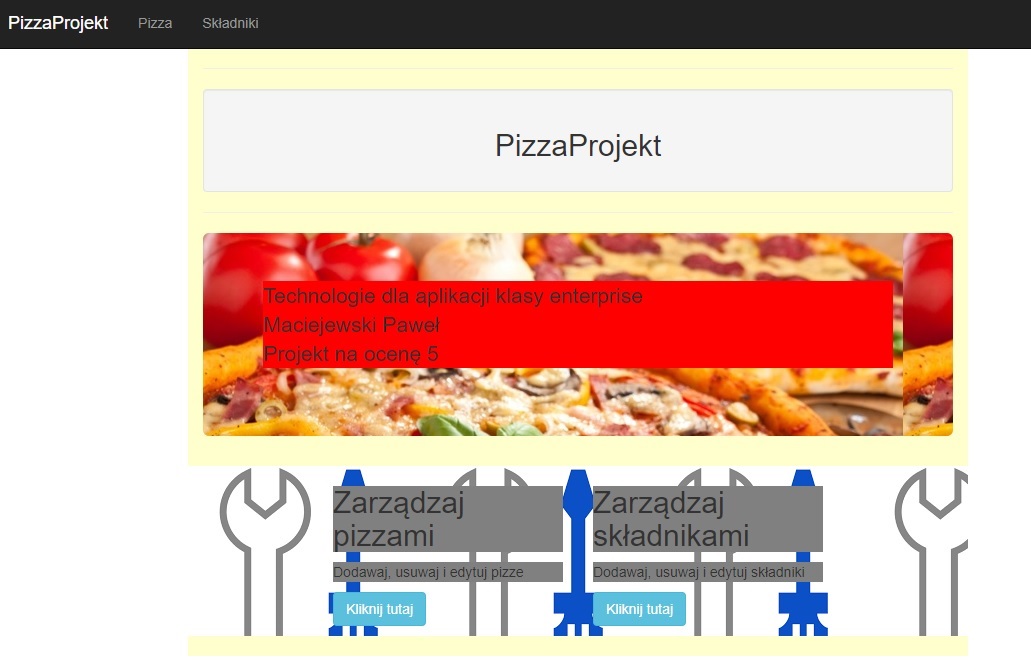 PizzaProjekt Pizza Składniki
PizzaProjekt
Technologie dla aplikacji klasy enterprise
Maciejewski Paweł
Projekt na ocenę 5
Zarządzaj
pizzami
Dodawaj, usuwaj i edytuj pizze
Kliknij tutaj
Zarządzaj
składnikami
Dodawaj, usuwaj i edytuj składniki
Kliknij tutaj